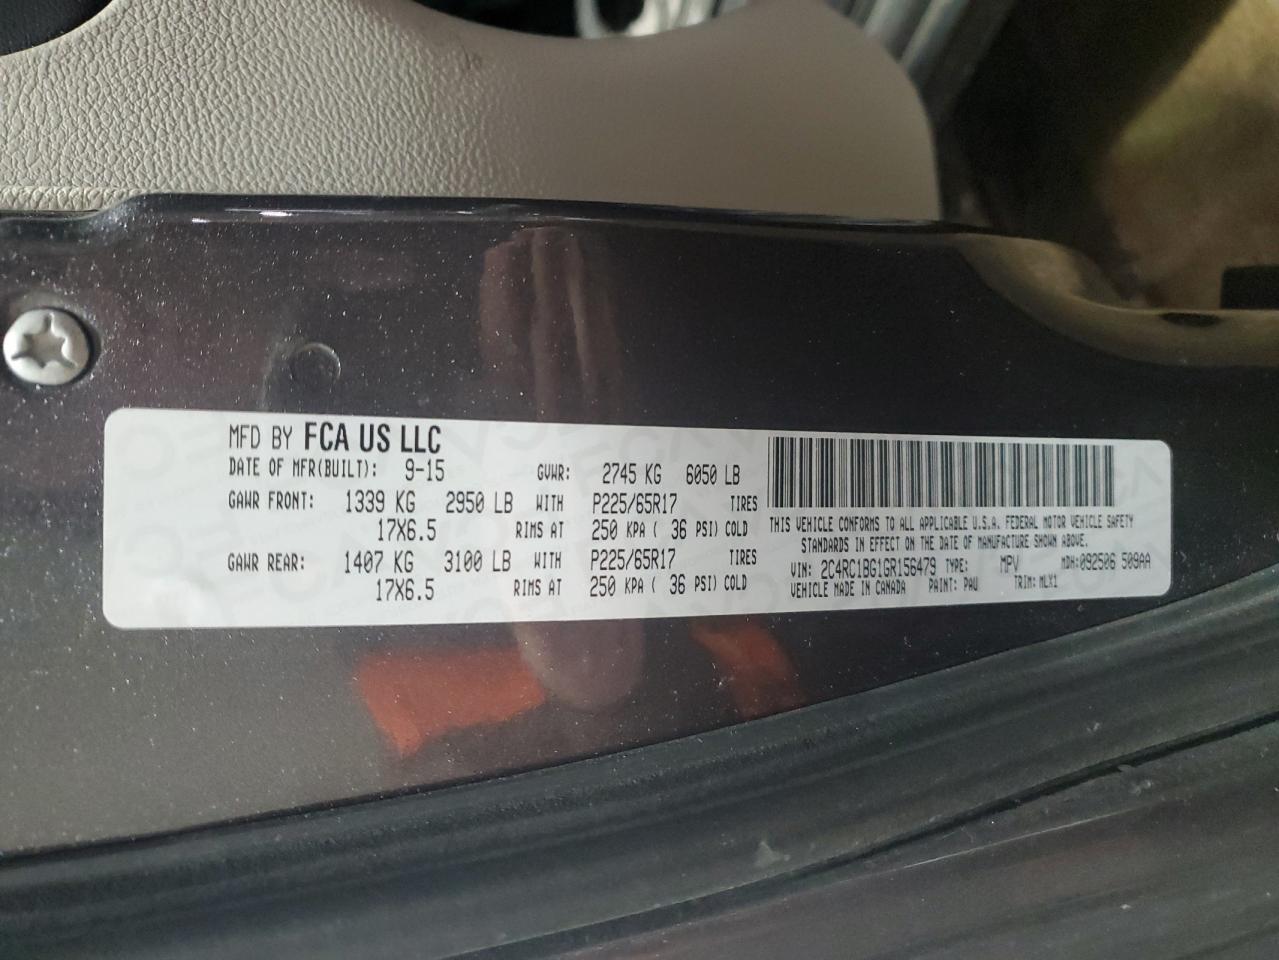 MFD BY FCA US LLC
DATE OF MFR(BUILT): 9-15 GVWR: 2745 KG 6050 LB
GAWR FRONT: 1339 KG 2950 LB WITH P225/65R17 TIRES
17X6.5 RIMS AT 250 KPA ( 36 PSI) COLD
GAWR REAR: 1407 KG 3100 LB WITH P225/65R17 TIRES
17X6.5 RIMS AT 250 KPA ( 36 PSI) COLD
THIS VEHICLE CONFORMS TO ALL APPLICABLE U.S.A. FEDERAL MOTOR VEHICLE SAFETY
STANDARDS IN EFFECT ON THE DATE OF MANUFACTURE SHOWN ABOVE.
VIN: 2C4RC1BG1GR156479 TYPE: MPV MDH:092506 509AA
VEHICLE MADE IN CANADA PAINT: PAU TRIM: MLX1